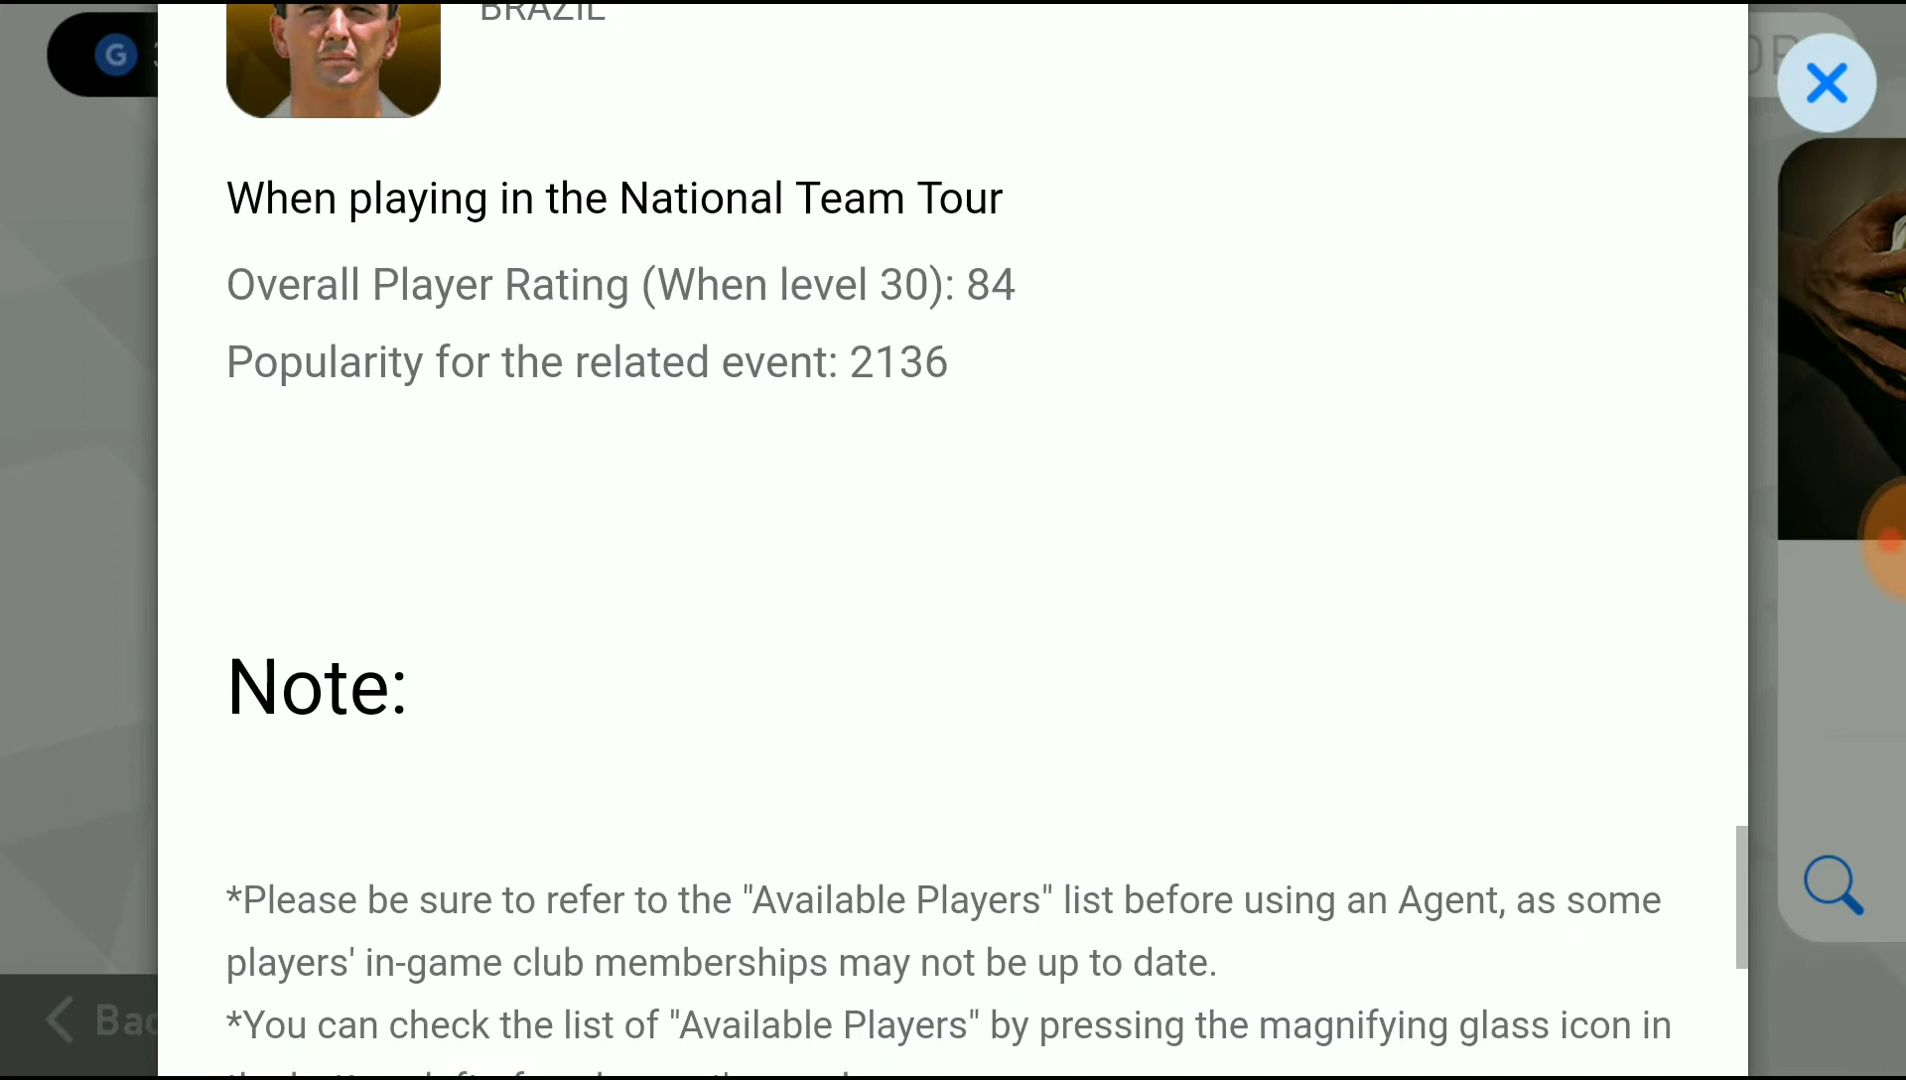 BRAZIL
G
When playing in the National Team Tour
Overall Player Rating (When level 30): 84
Popularity for the related event: 2136
Note:
*Please be sure to refer to the "Available Players" list before using an Agent, as some
players' in-game club memberships may not be up to date.
*You can check the list of "Available Players" by pressing the magnifying glass icon in
Bac